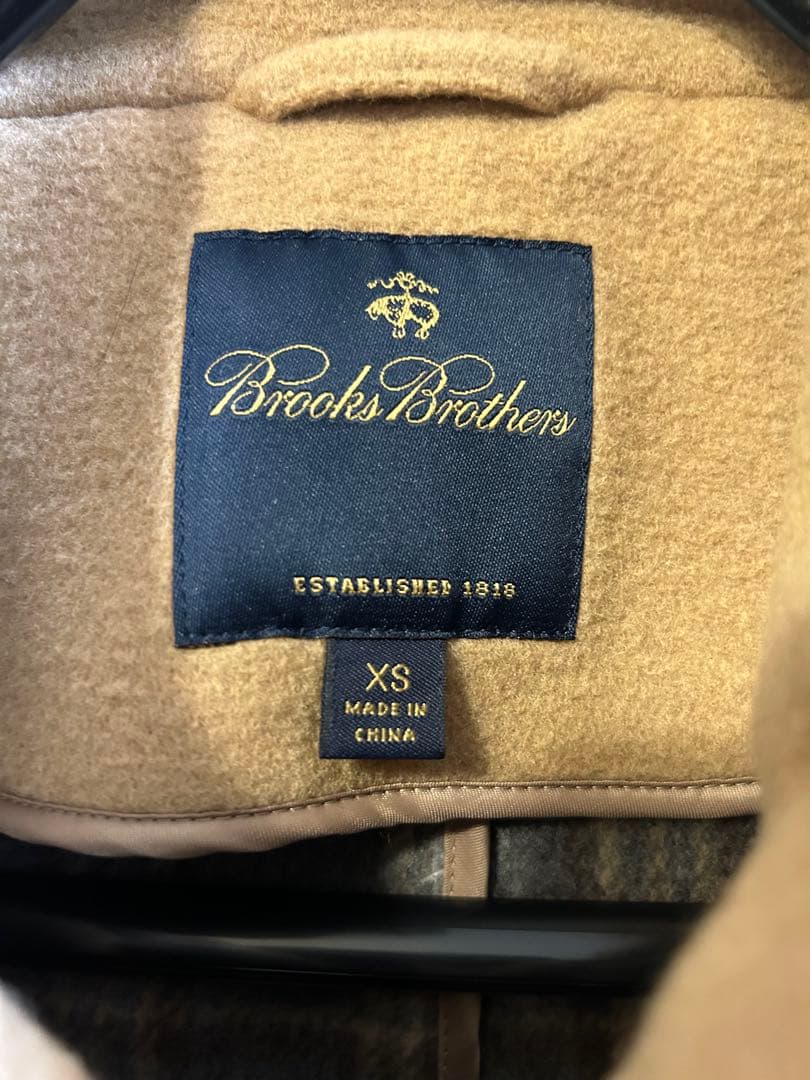 Brooks Brothers
ESTABLISHED 1818
XS
MADE IN
CHINA